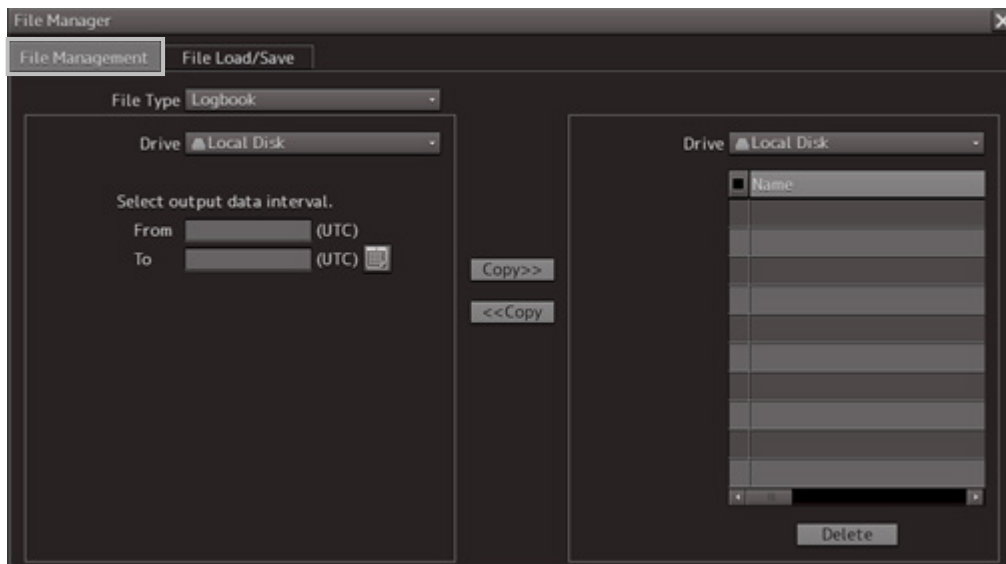 File Manager
File Management File Load/Save
File Type Logbook
Drive Local Disk
Select output data interval.
From (UTC)
To (UTC)
Copy>>
<<Copy
Drive Local Disk
Name
Delete